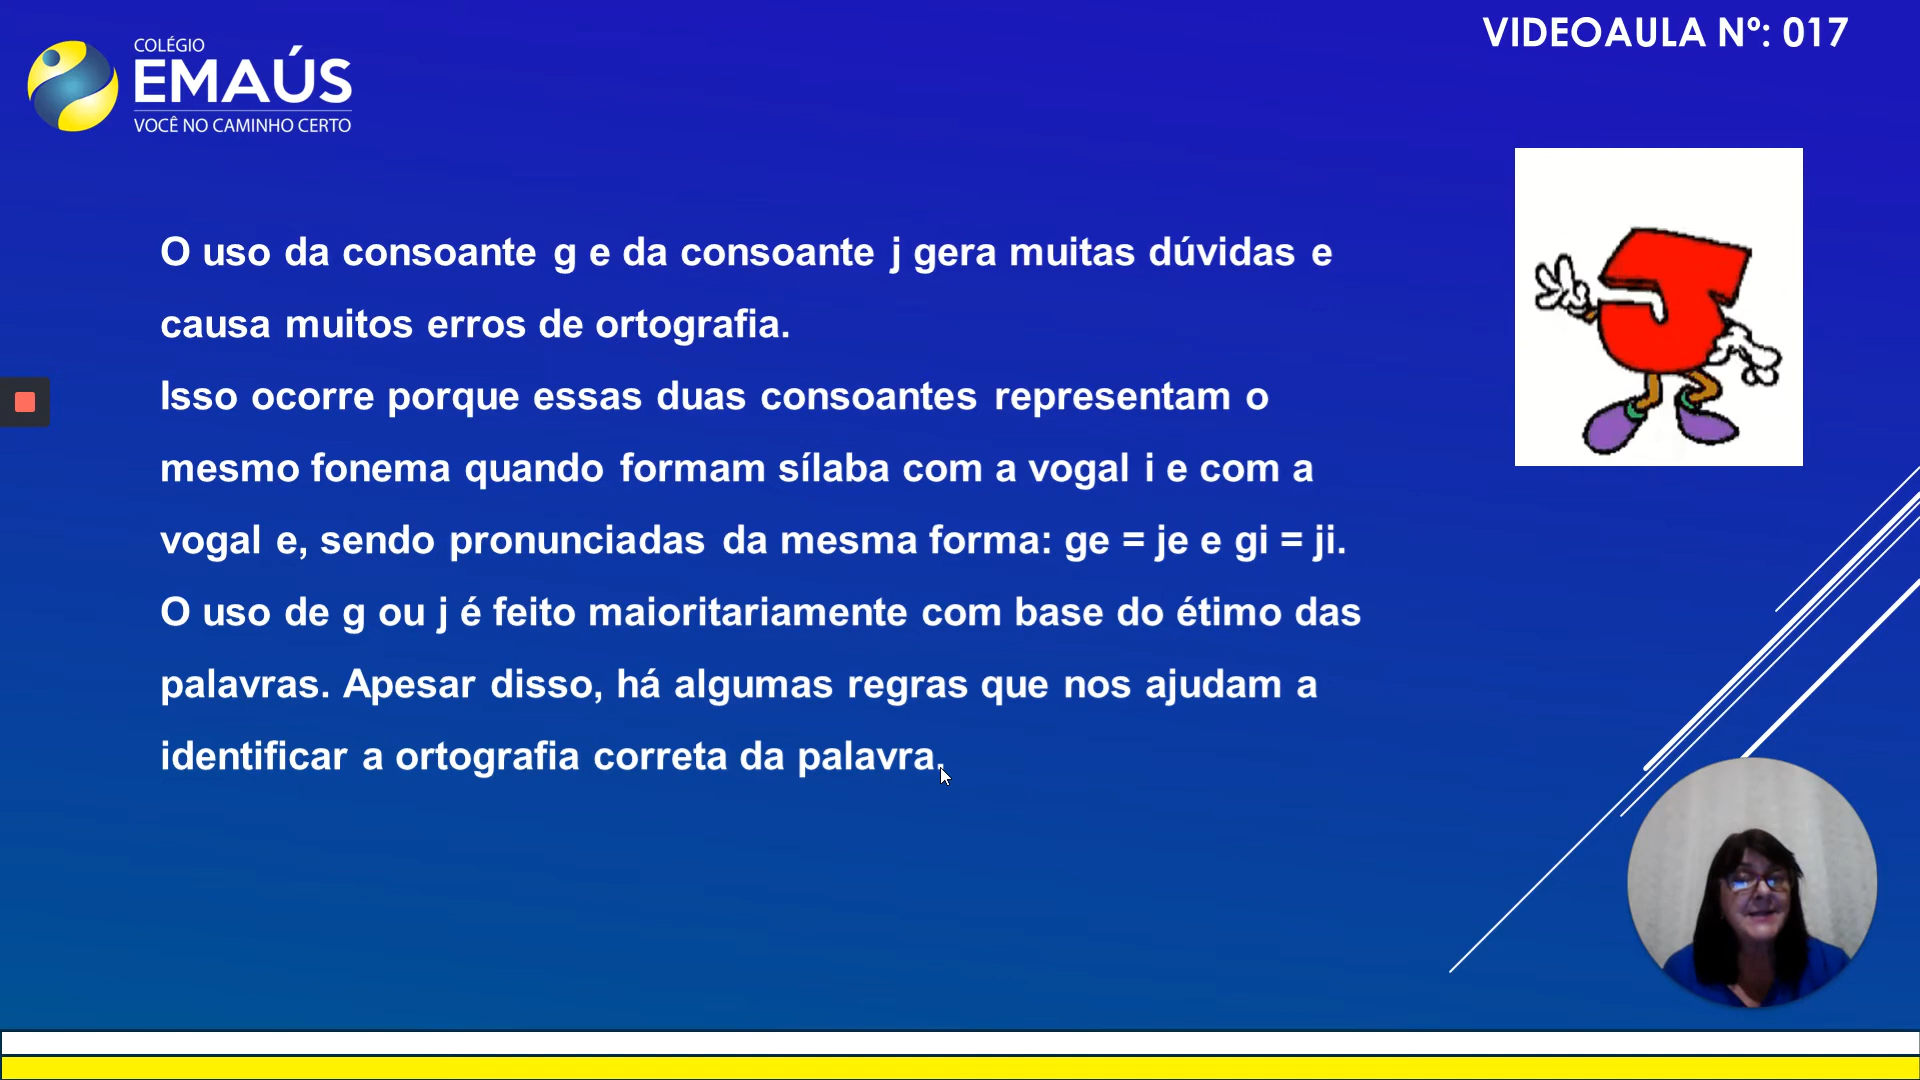 COLÉGIO
EMAÚS
VOCÊ NO CAMINHO CERTO
VIDEOAULA Nº: 017
O uso da consoante g e da consoante j gera muitas dúvidas e
causa muitos erros de ortografia.
Isso ocorre porque essas duas consoantes representam o
mesmo fonema quando formam sílaba com a vogal i e com a
vogal e, sendo pronunciadas da mesma forma: ge = je e gi = ji.
O uso de g ou j é feito maioritariamente com base do étimo das
palavras. Apesar disso, há algumas regras que nos ajudam a
identificar a ortografia correta da palavra.